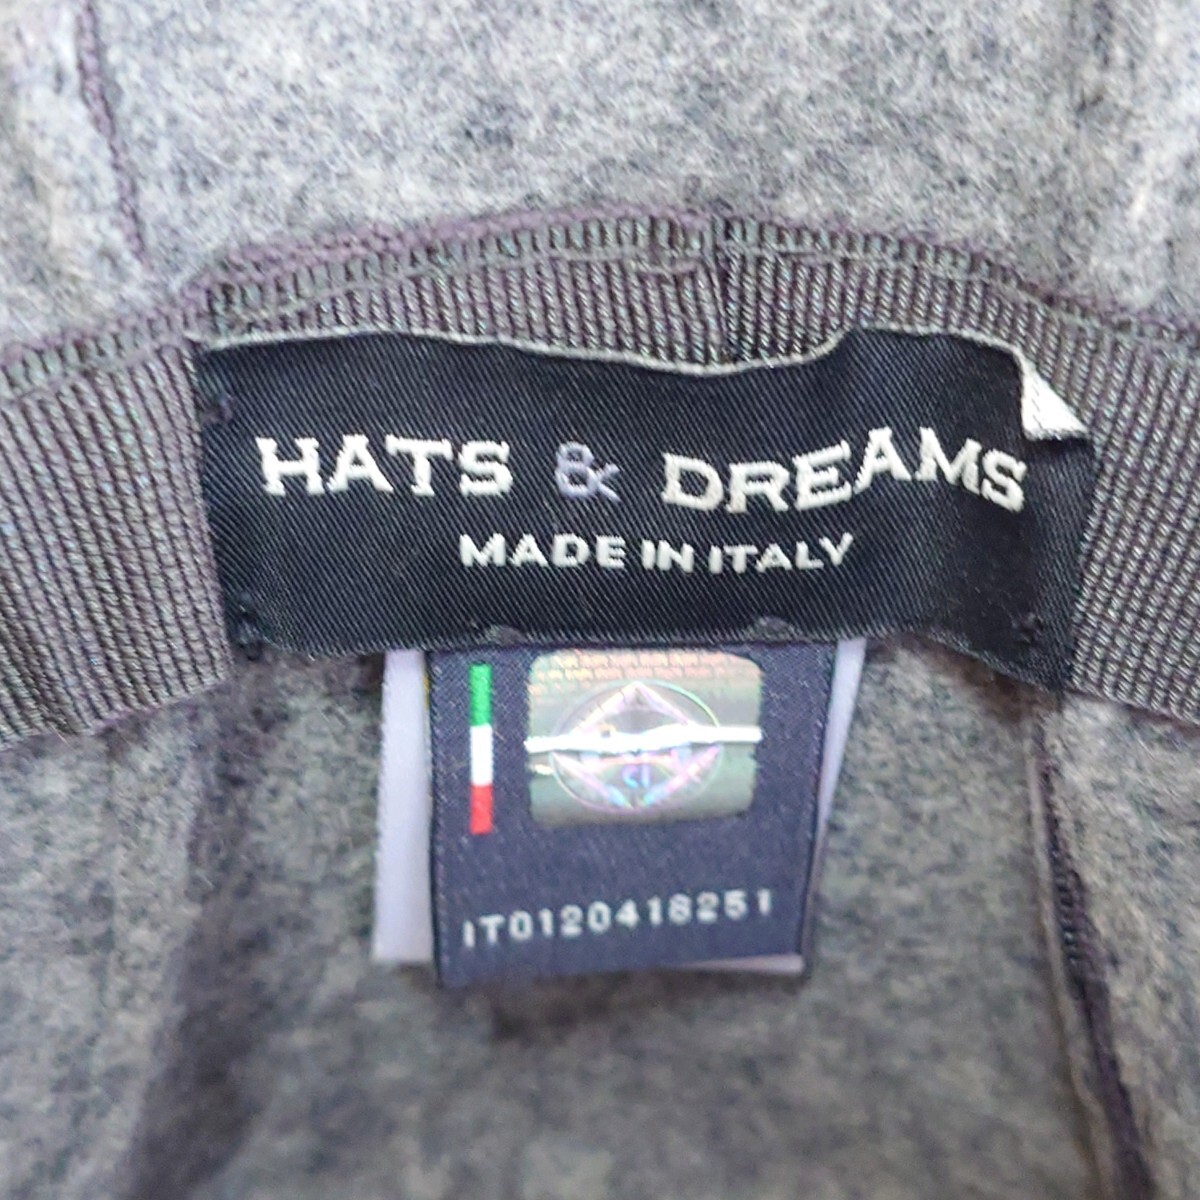 HATS & DREAMS
MADE IN ITALY
IT0120418251